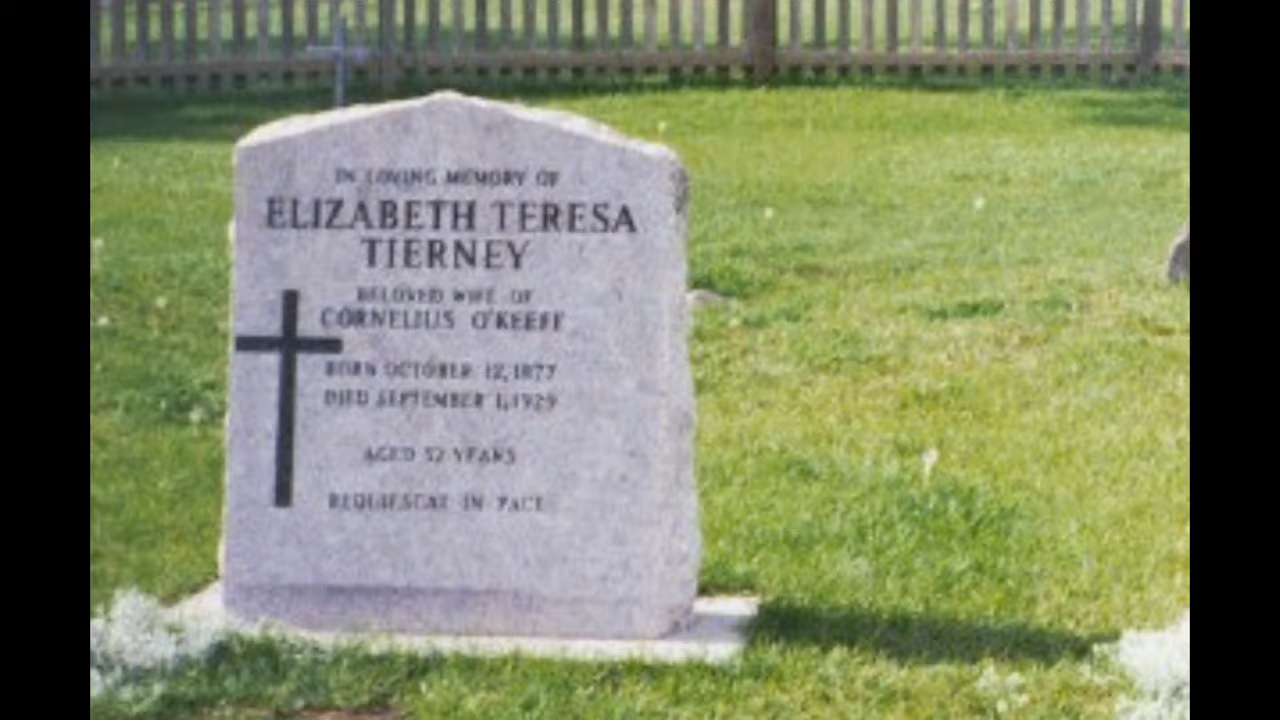 IN LOVING MEMORY OF
ELIZABETH TERESA
TIERNEY
BELOVED WIFE OF
CORNELIUS O'KEEFE
BORN OCTOBER 12, 1877
DIED SEPTEMBER 1, 1929
AGED 52 YEARS
REQUIESCAT IN PACE